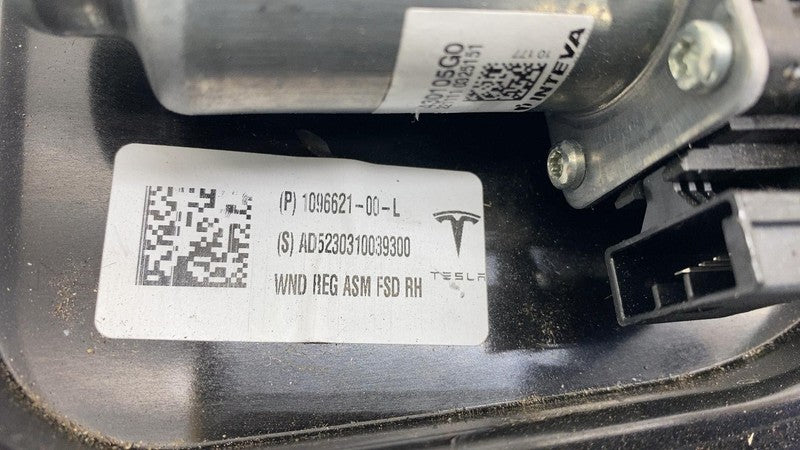 INTEVA
(P) 1096621-00-L
(S) AD5230310039300
WND REG ASM FSD RH
TESLA